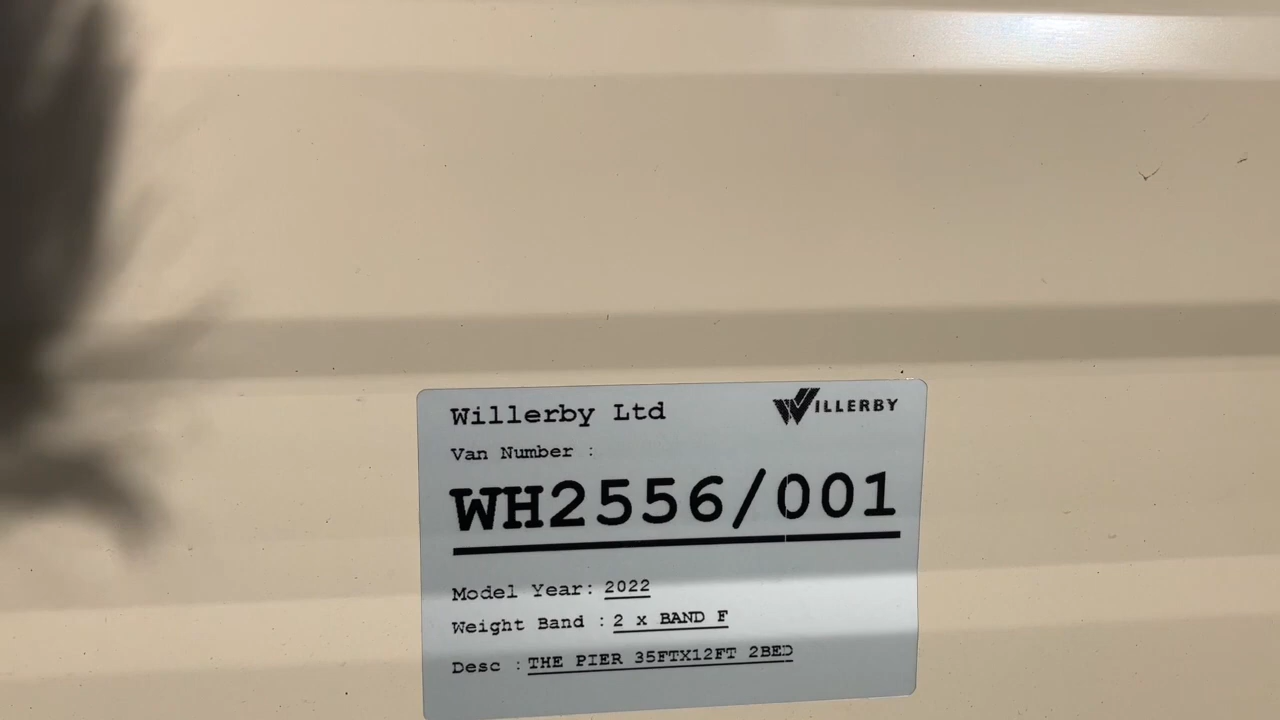 Willerby Ltd
WILLERBY
Van Number :
WH2556/001
Model Year: 2022
Weight Band : 2 x BAND F
Desc : THE PIER 35FTX12FT 2BED